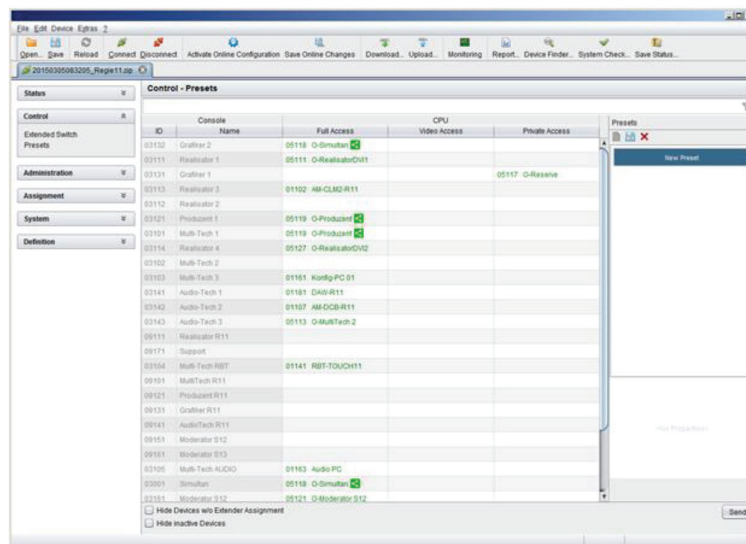 File Edit Device Extras ?
Open... Save Reload Connect Disconnect Activate Online Configuration Save Online Changes Download... Upload... Monitoring Report... Device Finder... System Check... Save Status...
20150305083205_Regie11.zip
Status
Control
Extended Switch
Presets
Administration
Assignment
System
Definition
Control - Presets
Console CPU
ID Name Full Access Video Access Private Access
03132 Grafiker 2 05118 O-Simultan
03111 Realisator 1 05111 O-RealisatorDVI1
03131 Grafiker 1 05117 O-Reserve
03113 Realisator 3 01102 AM-CLM2-R11
03112 Realisator 2
03121 Produzent 1 05119 O-Produzent
03101 Multi-Tech 1 05119 O-Produzent
03114 Realisator 4 05127 O-RealisatorDVI2
03102 Multi-Tech 2
03103 Multi-Tech 3 01161 Konfig-PC 01
03141 Audio-Tech 1 01181 DAW-R11
03142 Audio-Tech 2 01107 AM-DCB-R11
03143 Audio-Tech 3 05113 O-MultiTech 2
09111 Realisator R11
09171 Support
03104 Multi-Tech RBT 01141 RBT-TOUCH11
09101 MultiTech R11
09121 Produzent R11
09131 Grafiker R11
09141 AudioTech R11
09151 Moderator S12
09161 Moderator S13
03105 Multi-Tech AUDIO 01163 Audio PC
03001 Simultan 05118 O-Simultan
03151 Moderator S12 05121 O-Moderator S12
Hide Devices w/o Extender Assignment
Hide inactive Devices
Presets
New Preset
<No Properties>
Send